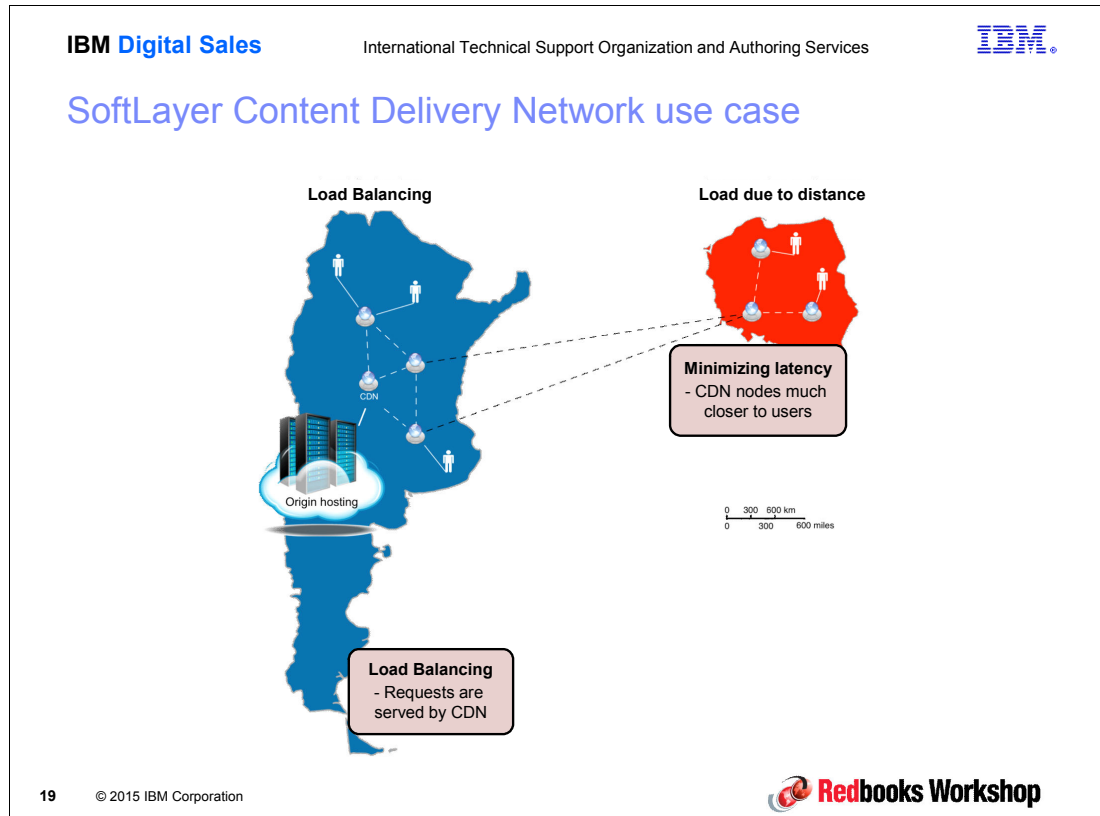 IBM Digital Sales
International Technical Support Organization and Authoring Services
IBM®
SoftLayer Content Delivery Network use case
Load Balancing
Load due to distance
CDN
Origin hosting
Minimizing latency
- CDN nodes much
closer to users
0 300 600 km
0 300 600 miles
Load Balancing
- Requests are
served by CDN
19 © 2015 IBM Corporation
Redbooks Workshop